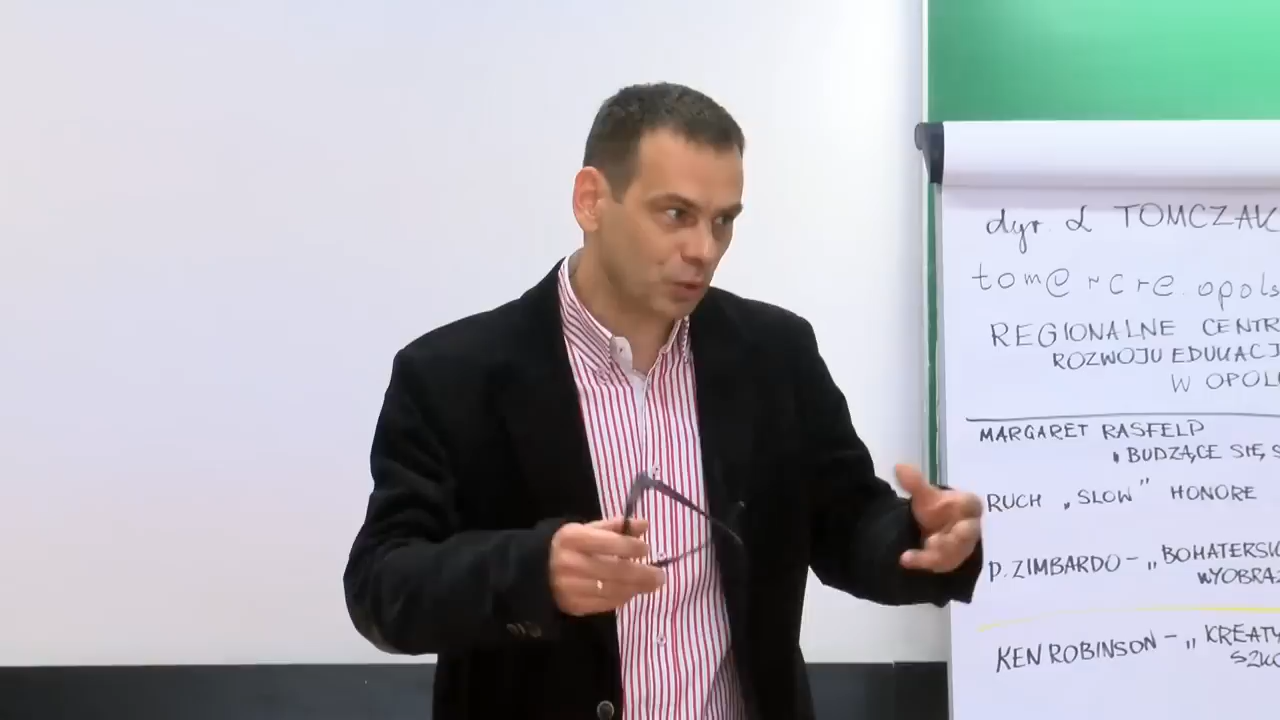 dyr. L TOMCZAK
tom@rcre.opols
REGIONALNE CENTR
ROZWOJU EDUKACJ
W OPOL
MARGARET RASFELD
BUDZĄCE SIĘ S
RUCH „SLOW" HONORE
P. ZIMBARDO - „BOHATERSK
WYOBRAŹ
KEN ROBINSON - „KREATY
SZKO